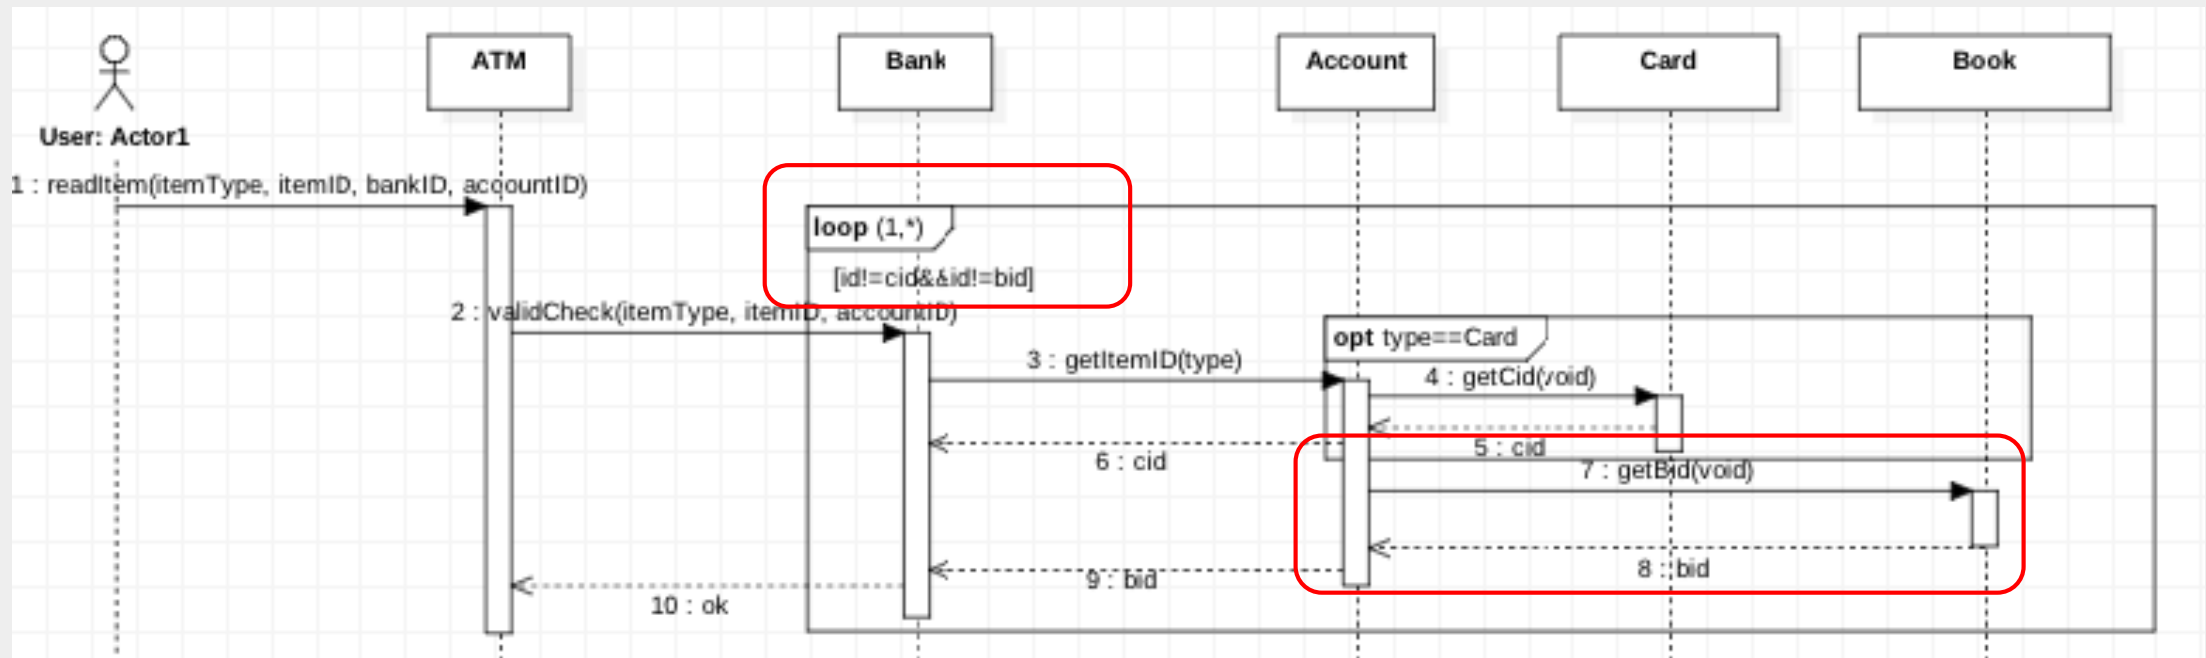 ATM
Bank
Account
Card
Book
User: Actor1
1 : readItem(itemType, itemID, bankID, accountID)
loop (1,*)
[id!=cid&&id!=bid]
2 : validCheck(itemType, itemID, accountID)
opt type==Card
3 : getItemID(type)
4 : getCid(void)
5 : cid
6 : cid
7 : getBid(void)
8 : bid
9 : bid
10 : ok